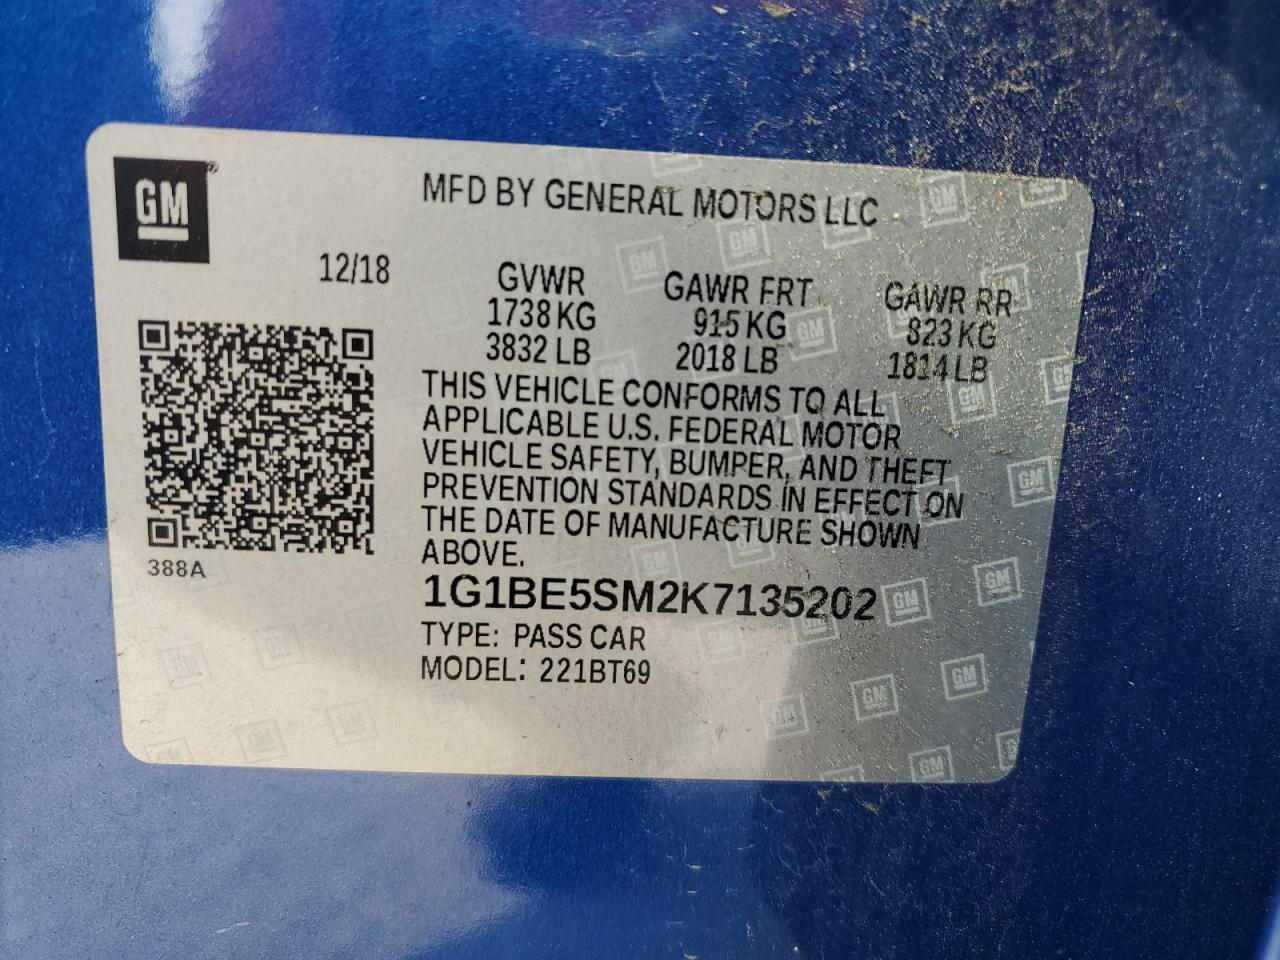 GM®
MFD BY GENERAL MOTORS LLC
12/18
GVWR
1738 KG
3832 LB
GAWR FRT
915 KG
2018 LB
GAWR RR
823 KG
1814 LB
THIS VEHICLE CONFORMS TO ALL
APPLICABLE U.S. FEDERAL MOTOR
VEHICLE SAFETY, BUMPER, AND THEFT
PREVENTION STANDARDS IN EFFECT ON
THE DATE OF MANUFACTURE SHOWN
ABOVE.
388A
1G1BE5SM2K7135202
TYPE: PASS CAR
MODEL: 221BT69